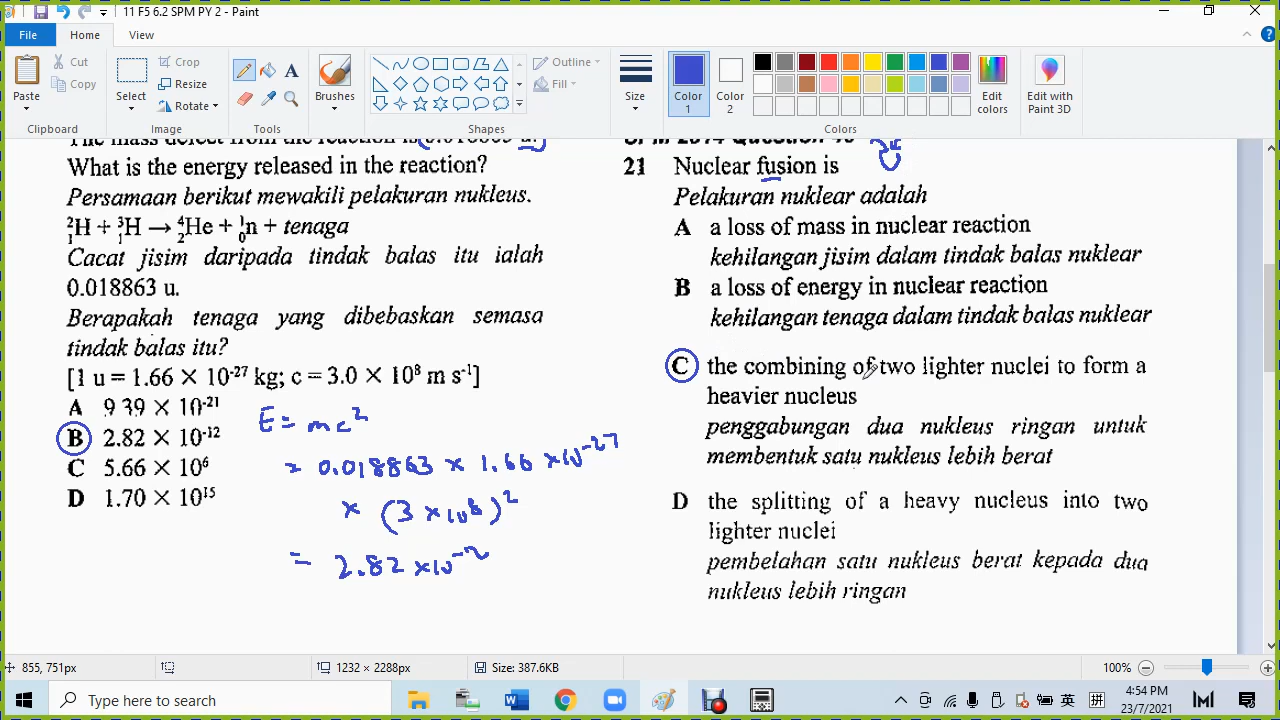 11 F5 6.2 SPM PY 2 - Paint
File
Home
View
Paste
Cut
Copy
Clipboard
Select
Crop
Resize
Rotate
Image
Tools
Brushes
Shapes
Outline
Fill
Size
Color 1
Color 2
Colors
Edit colors
Edit with Paint 3D
The mass defect from the reaction is
What is the energy released in the reaction?
Persamaan berikut mewakili pelakuran nukleus.
²₁H + ³₁H → ⁴₂He + ¹₀n + tenaga
Cacat jisim daripada tindak balas itu ialah
0.018863 u.
Berapakah tenaga yang dibebaskan semasa
tindak balas itu?
[1 u = 1.66 × 10⁻²⁷ kg; c = 3.0 × 10⁸ m s⁻¹]
A 9.39 × 10⁻²¹
B 2.82 × 10⁻¹²
C 5.66 × 10⁶
D 1.70 × 10¹⁵
E = mc²
= 0.018863 × 1.66 × 10⁻²⁷
× (3 × 10⁸)²
= 2.82 × 10⁻²
21 Nuclear fusion is
Pelakuran nuklear adalah
A a loss of mass in nuclear reaction
kehilangan jisim dalam tindak balas nuklear
B a loss of energy in nuclear reaction
kehilangan tenaga dalam tindak balas nuklear
C the combining of two lighter nuclei to form a
heavier nucleus
penggabungan dua nukleus ringan untuk
membentuk satu nukleus lebih berat
D the splitting of a heavy nucleus into two
lighter nuclei
pembelahan satu nukleus berat kepada dua
nukleus lebih ringan
855, 751px
1232 × 2288px
Size: 387.6KB
100%
Type here to search
英
拼
4:54 PM
23/7/2021